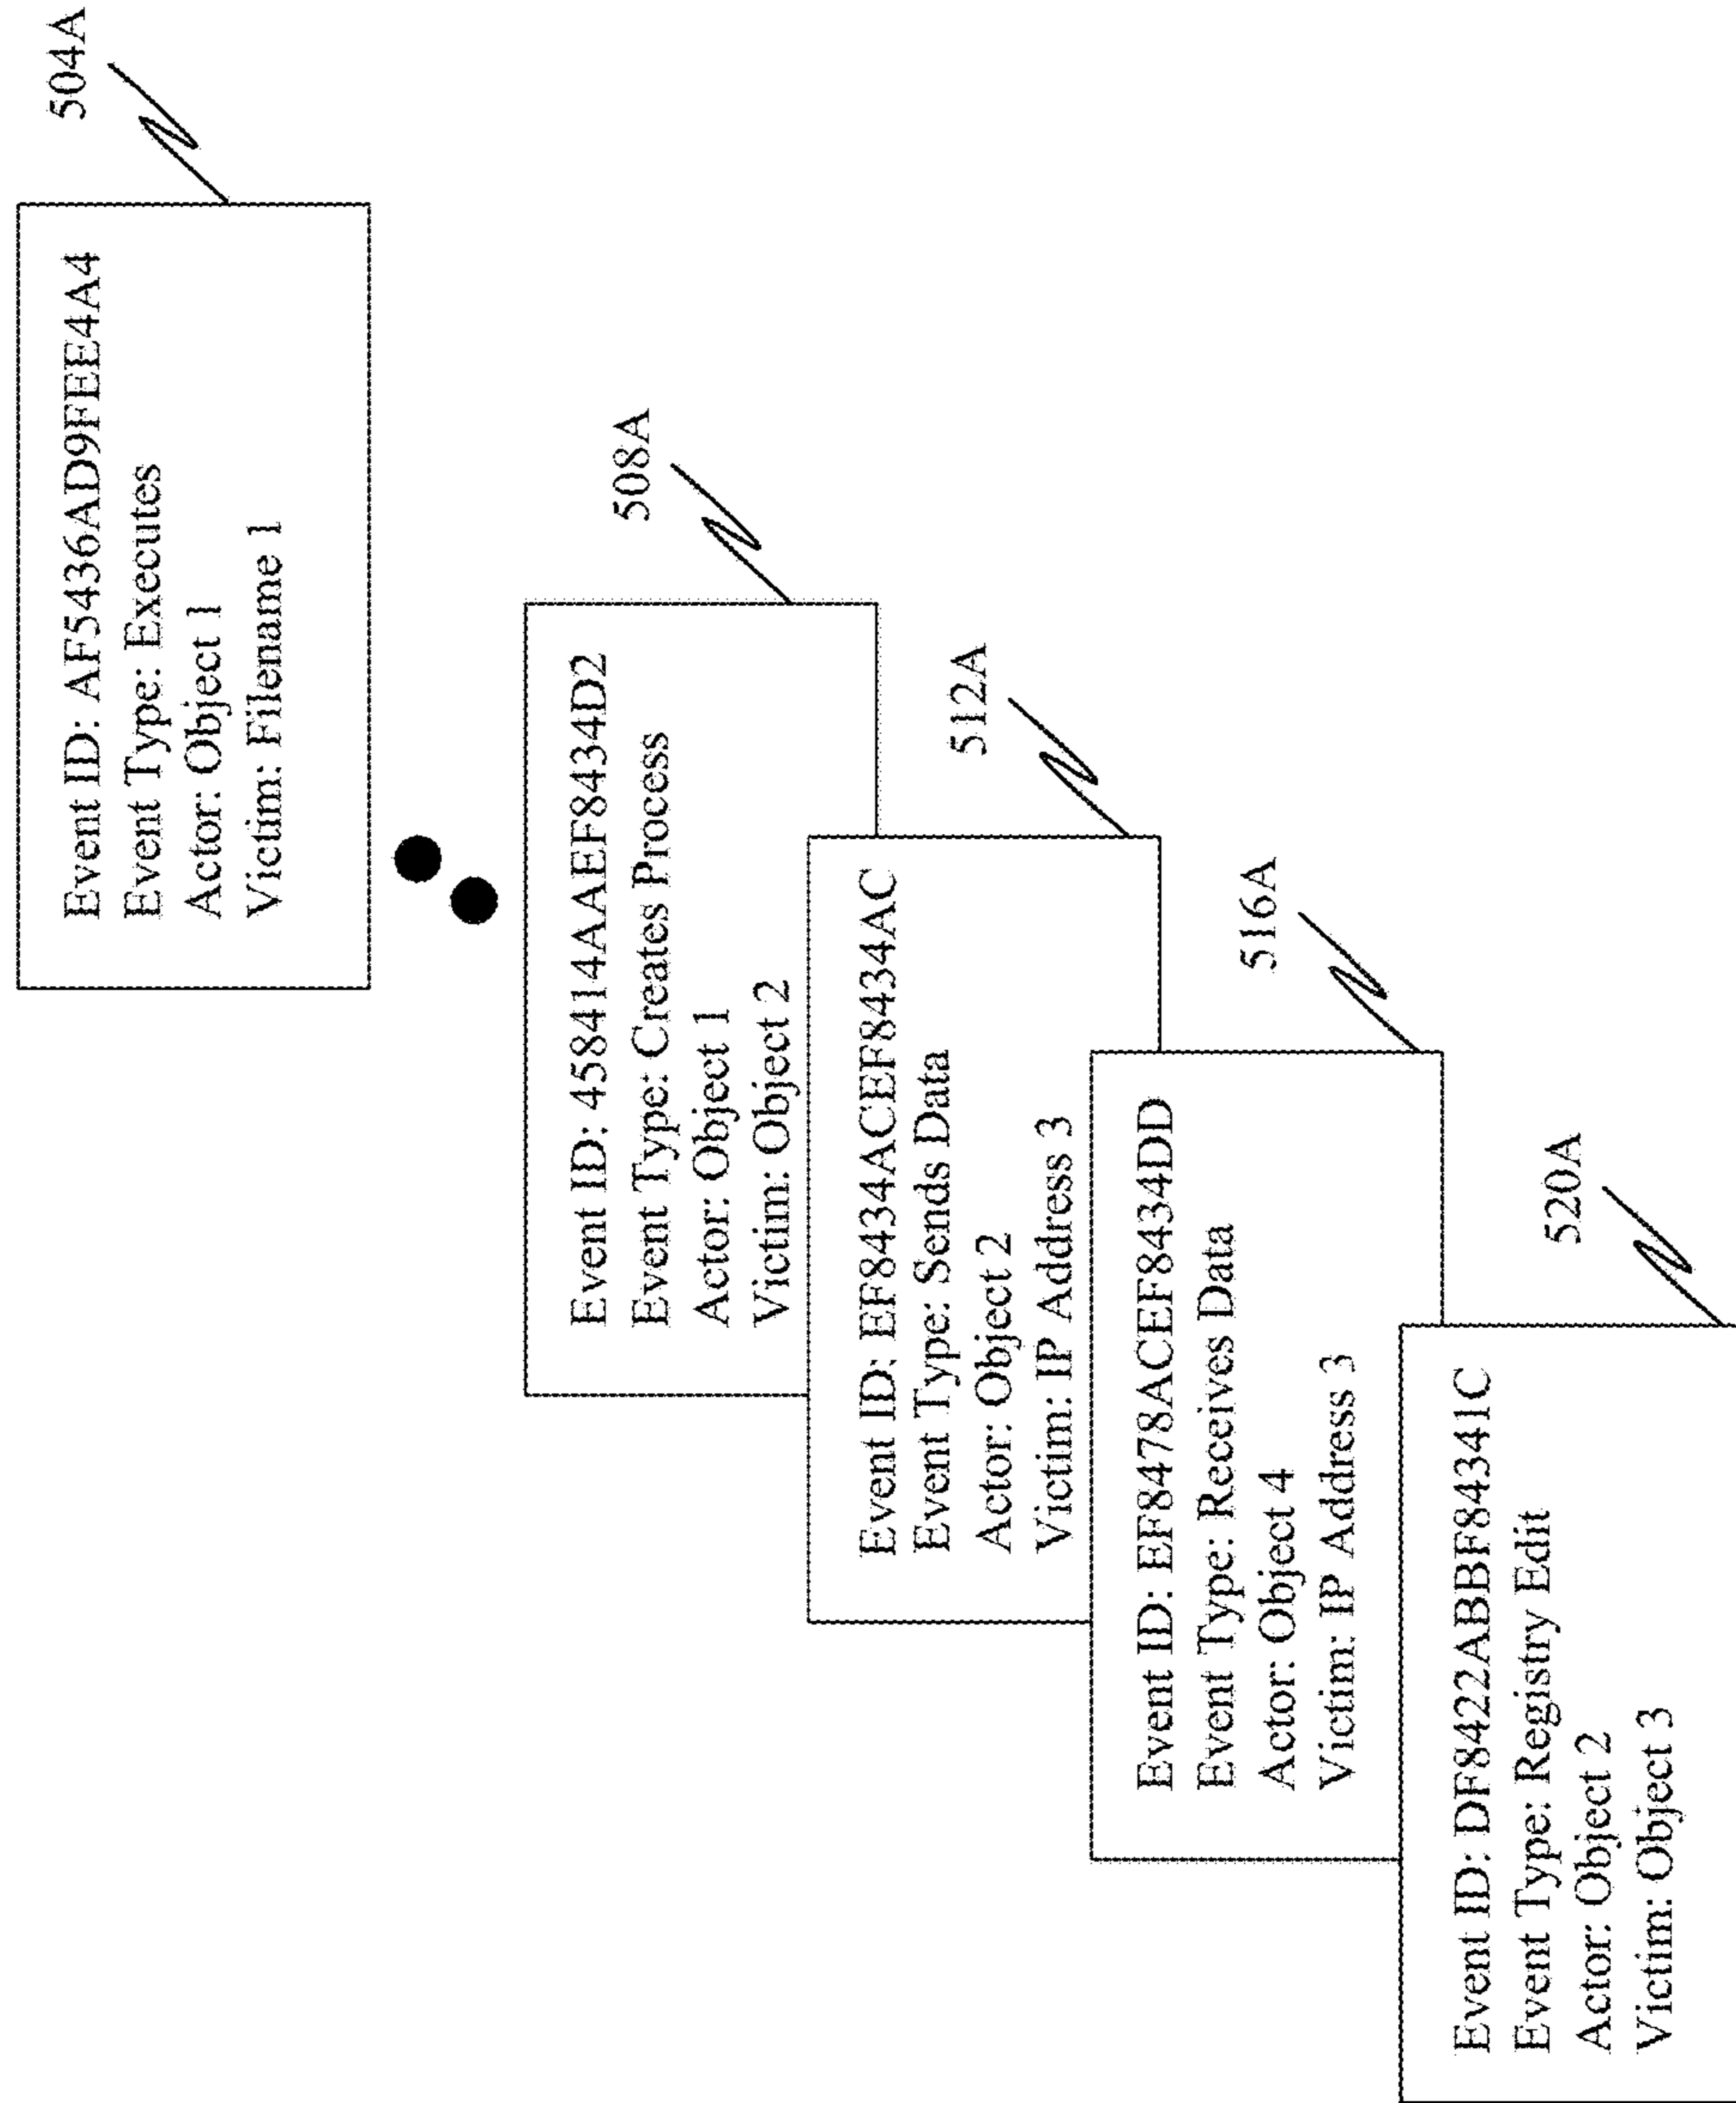 504A
Event ID: AF5436AD9FEE4A4
Event Type: Executes
Actor: Object 1
Victim: Filename 1
508A
Event ID: 458414AAEF8434D2
Event Type: Creates Process
Actor: Object 1
Victim: Object 2
512A
Event ID: EF8434ACEF8434AC
Event Type: Sends Data
Actor: Object 2
Victim: IP Address 3
516A
Event ID: EF8478ACEF8434DD
Event Type: Receives Data
Actor: Object 4
Victim: IP Address 3
520A
Event ID: DF8422ABBF84341C
Event Type: Registry Edit
Actor: Object 2
Victim: Object 3